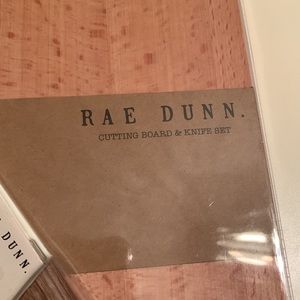 RAE DUNN.
CUTTING BOARD & KNIFE SET
DUNN.